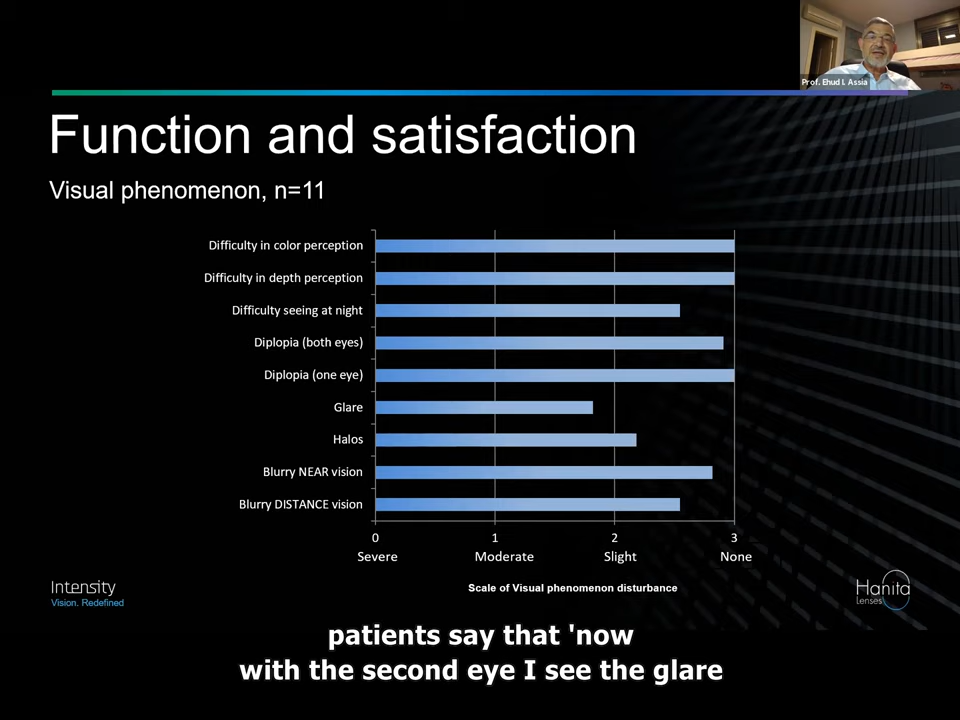 Prof. Ehud I. Assia
Function and satisfaction
Visual phenomenon, n=11
Difficulty in color perception
Difficulty in depth perception
Difficulty seeing at night
Diplopia (both eyes)
Diplopia (one eye)
Glare
Halos
Blurry NEAR vision
Blurry DISTANCE vision
0 1 2 3
Severe Moderate Slight None
Scale of Visual phenomenon disturbance
Intensity
Vision. Redefined
Hanita
Lenses
patients say that 'now
with the second eye I see the glare